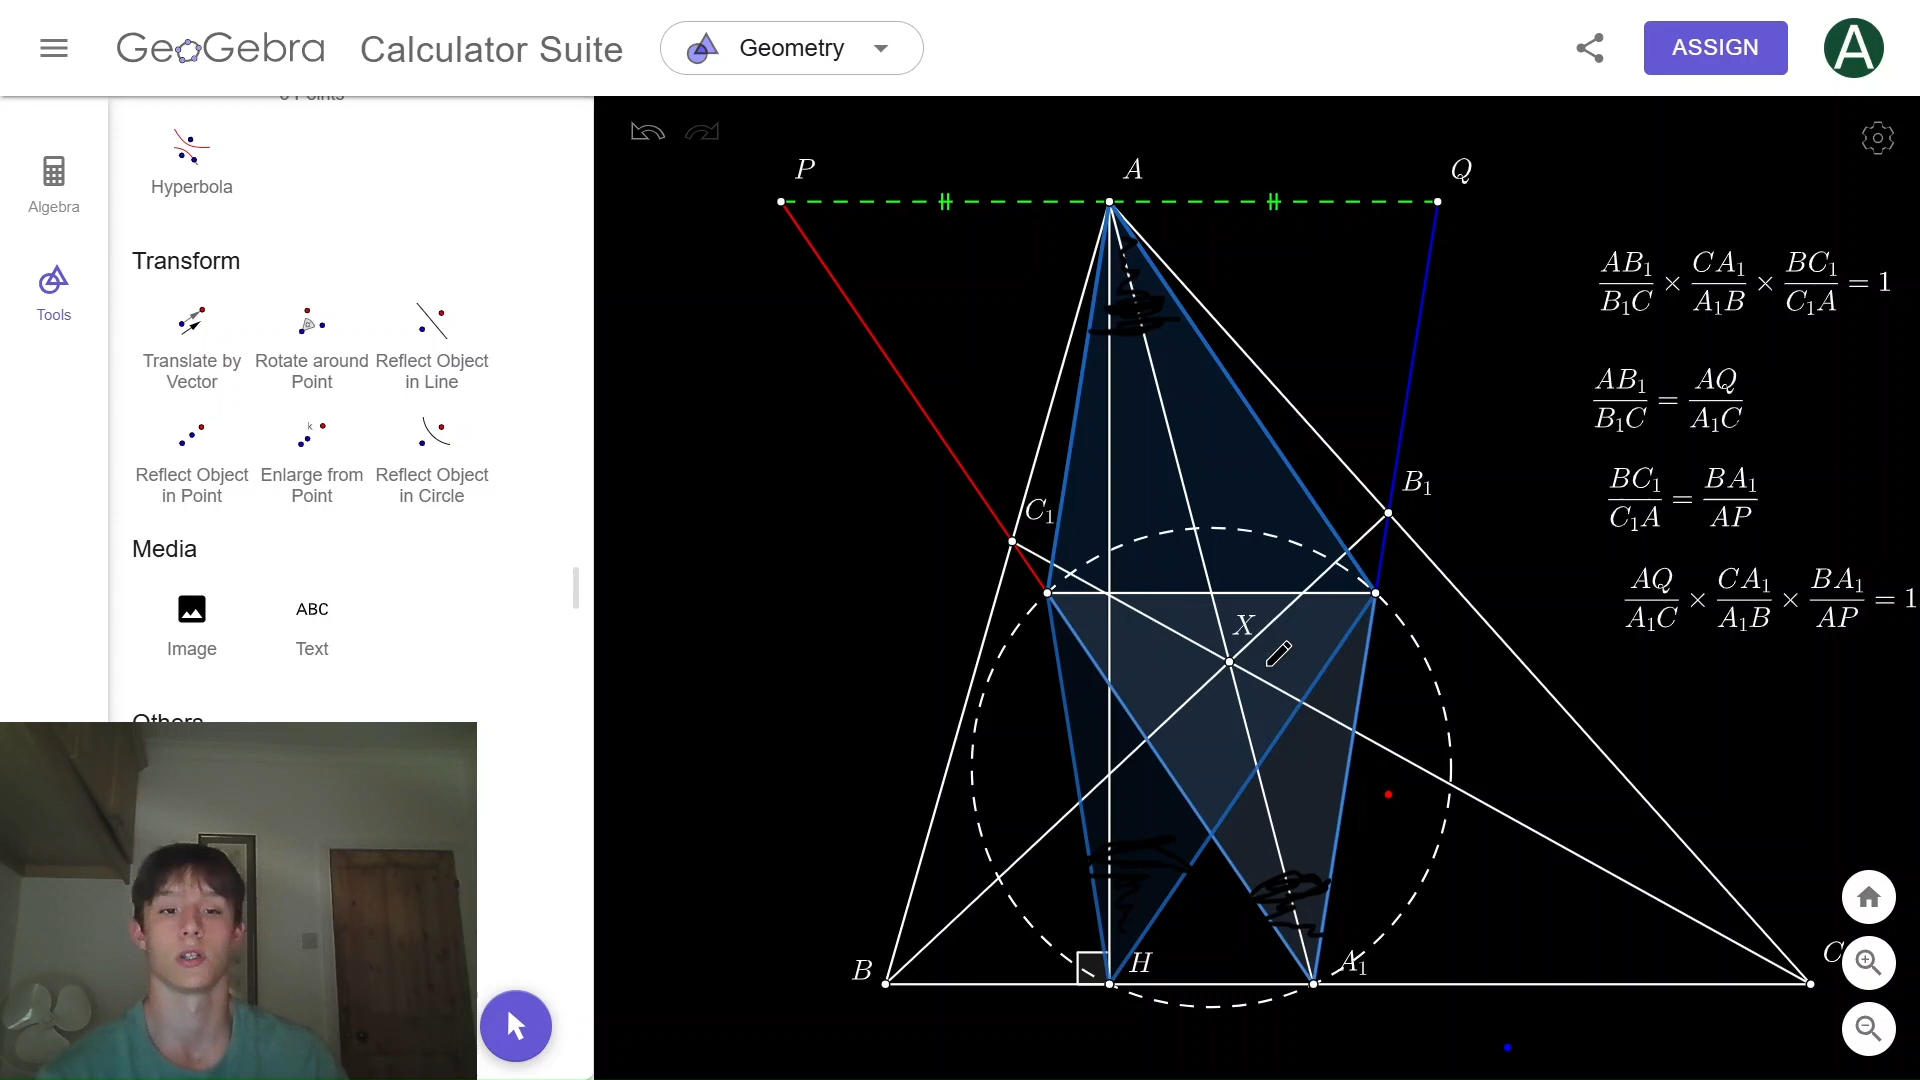 GeoGebra Calculator Suite Geometry ASSIGN A
Hyperbola
Algebra
Tools
Transform
Translate by Vector
Rotate around Point
Reflect Object in Line
Reflect Object in Point
Enlarge from Point
Reflect Object in Circle
Media
Image
ABC
Text
Others
k
P
A
Q
C₁
B₁
X
B
H
A₁
C
AB₁/B₁C × CA₁/A₁B × BC₁/C₁A = 1
AB₁/B₁C = AQ/A₁C
BC₁/C₁A = BA₁/AP
AQ/A₁C × CA₁/A₁B × BA₁/AP = 1